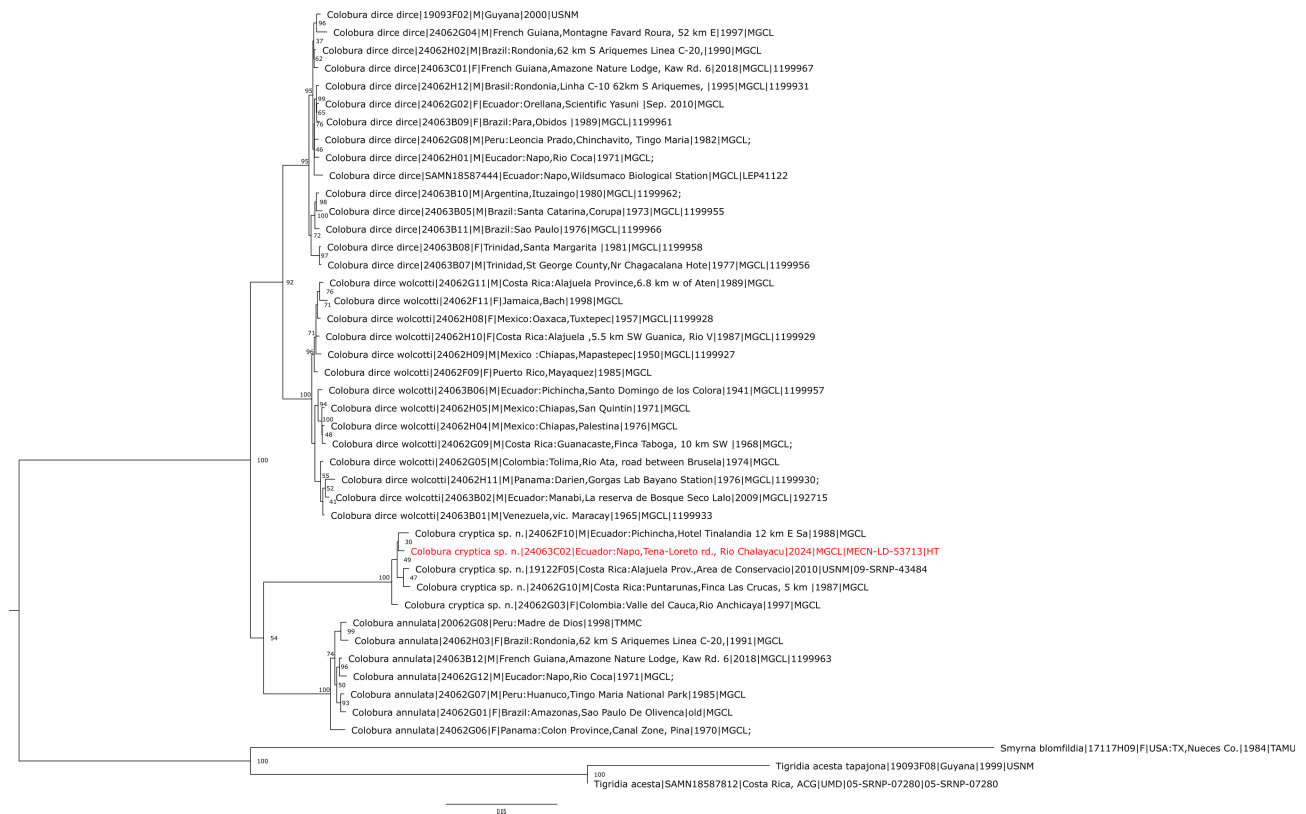 Colobura dirce dirce|19093F02|M|Guyana|2000|USNM
96
Colobura dirce dirce|24062G04|M|French Guiana,Montagne Favard Roura, 52 km E|1997|MGCL
37
Colobura dirce dirce|24062H02|M|Brazil:Rondonia,62 km S Ariquemes Linea C-20,|1990|MGCL
62
Colobura dirce dirce|24063C01|F|French Guiana,Amazone Nature Lodge, Kaw Rd. 6|2018|MGCL|1199967
Colobura dirce dirce|24062H12|M|Brasil:Rondonia,Linha C-10 62km S Ariquemes, |1995|MGCL|1199931
95
99
Colobura dirce dirce|24062G02|F|Ecuador:Orellana,Scientific Yasuni |Sep. 2010|MGCL
65
Colobura dirce dirce|24063B09|F|Brazil:Para,Obidos |1989|MGCL|1199961
76
Colobura dirce dirce|24062G08|M|Peru:Leoncia Prado,Chinchavito, Tingo Maria|1982|MGCL;
46
Colobura dirce dirce|24062H01|M|Eucador:Napo,Rio Coca|1971|MGCL;
95
Colobura dirce dirce|SAMN18587444|Ecuador:Napo,Wildsumaco Biological Station|MGCL|LEP41122
Colobura dirce dirce|24063B10|M|Argentina,Ituzaingo|1980|MGCL|1199962;
98
Colobura dirce dirce|24063B05|M|Brazil:Santa Catarina,Corupa|1973|MGCL|1199955
100
Colobura dirce dirce|24063B11|M|Brazil:Sao Paulo|1976|MGCL|1199966
72
Colobura dirce dirce|24063B08|F|Trinidad,Santa Margarita |1981|MGCL|1199958
97
Colobura dirce dirce|24063B07|M|Trinidad,St George County,Nr Chagacalana Hote|1977|MGCL|1199956
92
Colobura dirce wolcotti|24062G11|M|Costa Rica:Alajuela Province,6.8 km w of Aten|1989|MGCL
76
Colobura dirce wolcotti|24062F11|F|Jamaica,Bach|1998|MGCL
71
Colobura dirce wolcotti|24062H08|F|Mexico:Oaxaca,Tuxtepec|1957|MGCL|1199928
71
Colobura dirce wolcotti|24062H10|F|Costa Rica:Alajuela ,5.5 km SW Guanica, Rio V|1987|MGCL|1199929
96
Colobura dirce wolcotti|24062H09|M|Mexico :Chiapas,Mapastepec|1950|MGCL|1199927
Colobura dirce wolcotti|24062F09|F|Puerto Rico,Mayaquez|1985|MGCL
100
Colobura dirce wolcotti|24063B06|M|Ecuador:Pichincha,Santo Domingo de los Colora|1941|MGCL|1199957
94
Colobura dirce wolcotti|24062H05|M|Mexico:Chiapas,San Quintin|1971|MGCL
100
Colobura dirce wolcotti|24062H04|M|Mexico:Chiapas,Palestina|1976|MGCL
48
Colobura dirce wolcotti|24062G09|M|Costa Rica:Guanacaste,Finca Taboga, 10 km SW |1968|MGCL;
Colobura dirce wolcotti|24062G05|M|Colombia:Tolima,Rio Ata, road between Brusela|1974|MGCL
55
Colobura dirce wolcotti|24062H11|M|Panama:Darien,Gorgas Lab Bayano Station|1976|MGCL|1199930;
52
41
Colobura dirce wolcotti|24063B02|M|Ecuador:Manabi,La reserva de Bosque Seco Lalo|2009|MGCL|192715
Colobura dirce wolcotti|24063B01|M|Venezuela,vic. Maracay|1965|MGCL|1199933
100
Colobura cryptica sp. n.|24062F10|M|Ecuador:Pichincha,Hotel Tinalandia 12 km E Sa|1988|MGCL
30
Colobura cryptica sp. n.|24063C02|Ecuador:Napo,Tena-Loreto rd., Rio Chalayacu|2024|MGCL|MECN-LD-53713|HT
49
Colobura cryptica sp. n.|19122F05|Costa Rica:Alajuela Prov.,Area de Conservacio|2010|USNM|09-SRNP-43484
100
47
Colobura cryptica sp. n.|24062G10|M|Costa Rica:Puntarunas,Finca Las Crucas, 5 km |1987|MGCL
Colobura cryptica sp. n.|24062G03|F|Colombia:Valle del Cauca,Rio Anchicaya|1997|MGCL
54
Colobura annulata|20062G08|Peru:Madre de Dios|1998|TMMC
99
Colobura annulata|24062H03|F|Brazil:Rondonia,62 km S Ariquemes Linea C-20,|1991|MGCL
74
Colobura annulata|24063B12|M|French Guiana,Amazone Nature Lodge, Kaw Rd. 6|2018|MGCL|1199963
96
Colobura annulata|24062G12|M|Eucador:Napo,Rio Coca|1971|MGCL;
50
100
Colobura annulata|24062G07|M|Peru:Huanuco,Tingo Maria National Park|1985|MGCL
93
Colobura annulata|24062G01|F|Brazil:Amazonas,Sao Paulo De Olivenca|old|MGCL
Colobura annulata|24062G06|F|Panama:Colon Province,Canal Zone, Pina|1970|MGCL;
Smyrna blomfildia|17117H09|F|USA:TX,Nueces Co.|1984|TAMU
100
Tigridia acesta tapajona|19093F08|Guyana|1999|USNM
100
Tigridia acesta|SAMN18587812|Costa Rica, ACG|UMD|05-SRNP-07280|05-SRNP-07280
0.05